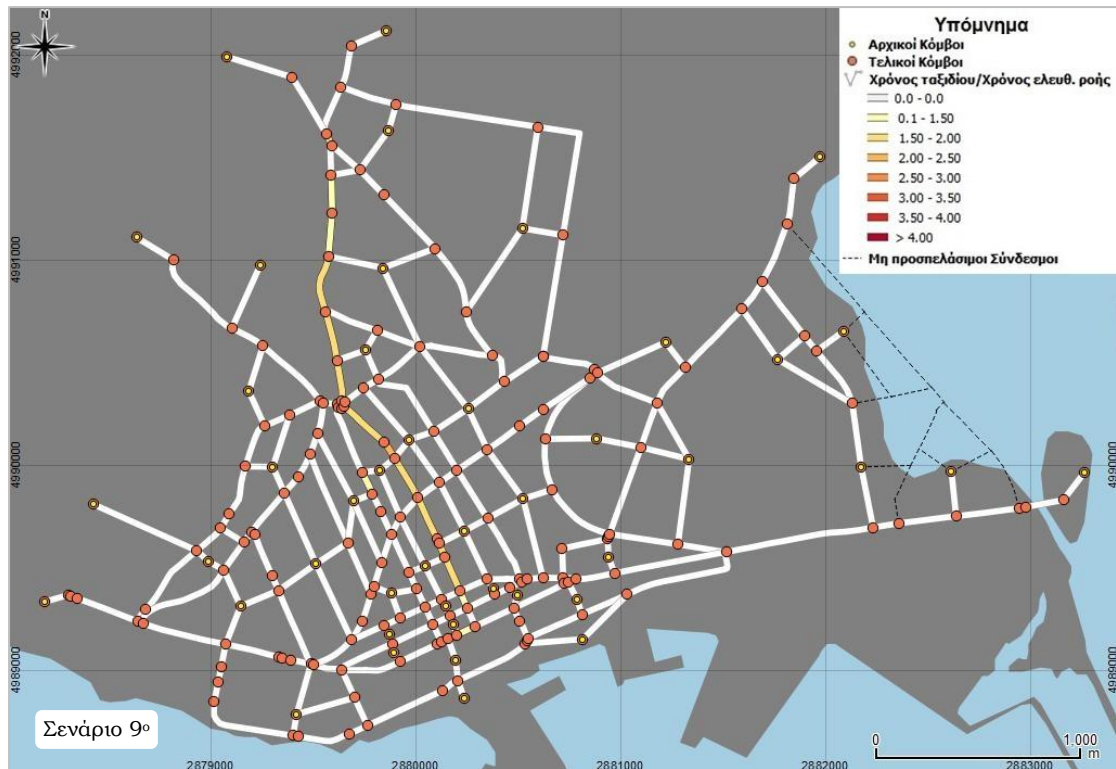 N
Υπόμνημα
Αρχικοί Κόμβοι
Τελικοί Κόμβοι
Χρόνος ταξιδίου/Χρόνος ελευθ. ροής
0.0 - 0.0
0.1 - 1.50
1.50 - 2.00
2.00 - 2.50
2.50 - 3.00
3.00 - 3.50
3.50 - 4.00
> 4.00
Μη προσπελάσιμοι Σύνδεσμοι
4992000
4991000
4991000
4990000
4990000
4989000
4989000
Σενάριο 9ο
0 1,000
m
2879000 2880000 2881000 2882000 2883000